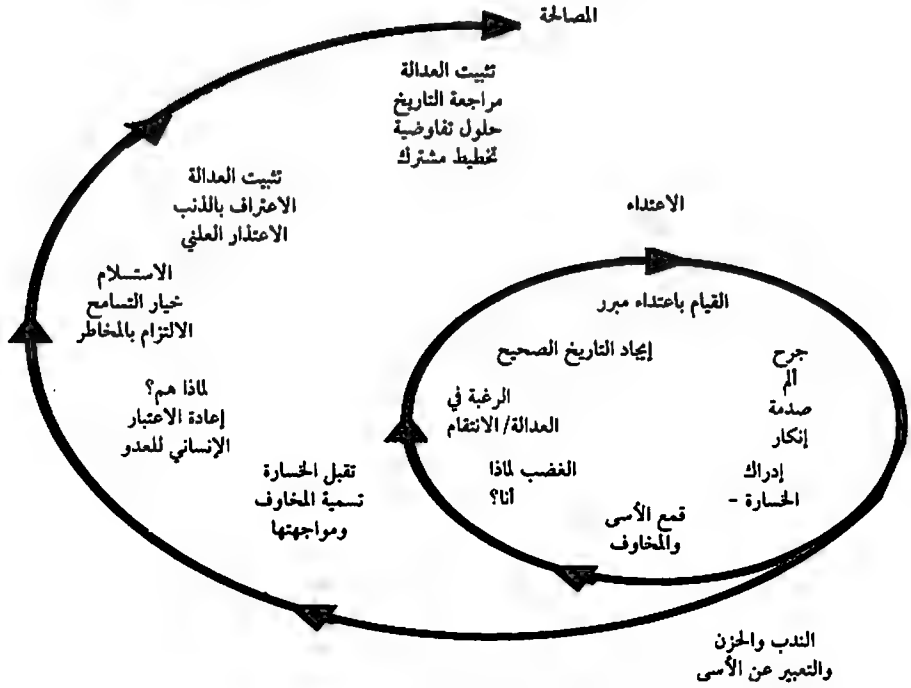 المصالحة
تثبيت العدالة
مراجعة التاريخ
حلول تفاوضية
تخطيط مشترك
تثبيت العدالة
الاعتراف بالذنب
الاعتذار العلني
الاستسلام
خيار التسامح
الالتزام بالمخاطر
لماذا هم؟
إعادة الاعتبار
الإنساني للعدو
تقبل الخسارة
تسمية المخاوف
ومواجهتها
الاعتداء
القيام باعتداء مبرر
إيجاد التاريخ الصحيح
الرغبة في
العدالة/الانتقام
الغضب لماذا
أنا؟
قمع الأسى
والمخاوف
جرح
ألم
صدمة
إنكار
إدراك
الخسارة -
الندب والحزن
والتعبير عن الأسى